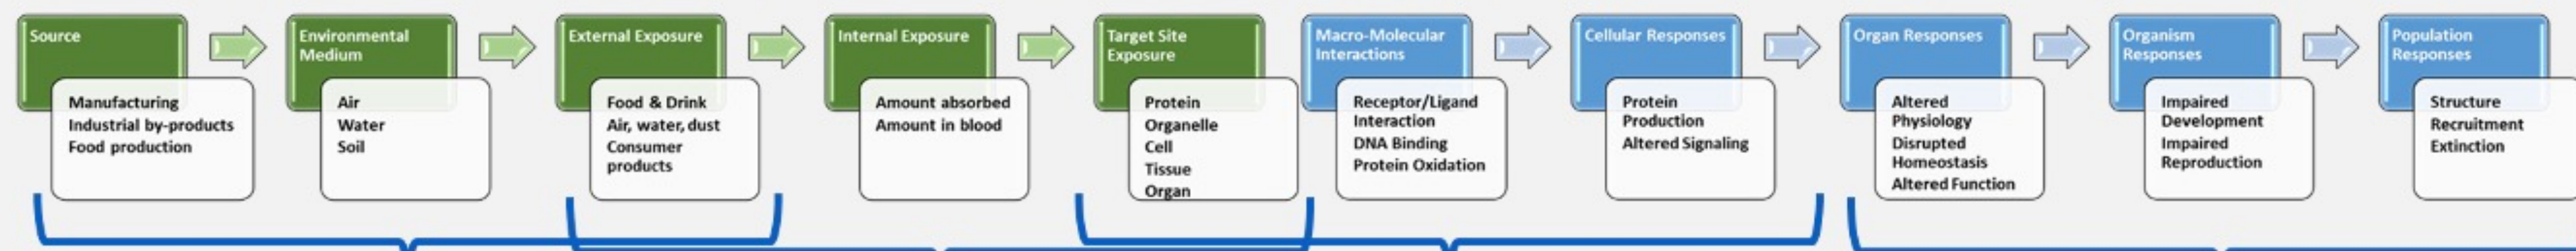 Source
Manufacturing
Industrial by-products
Food production
Environmental
Medium
Air
Water
Soil
External Exposure
Food & Drink
Air, water, dust
Consumer
products
Internal Exposure
Amount absorbed
Amount in blood
Target Site
Exposure
Protein
Organelle
Cell
Tissue
Organ
Macro-Molecular
Interactions
Receptor/Ligand
Interaction
DNA Binding
Protein Oxidation
Cellular Responses
Protein
Production
Altered Signaling
Organ Responses
Altered
Physiology
Disrupted
Homeostasis
Altered Function
Organism
Responses
Impaired
Development
Impaired
Reproduction
Population
Responses
Structure
Recruitment
Extinction